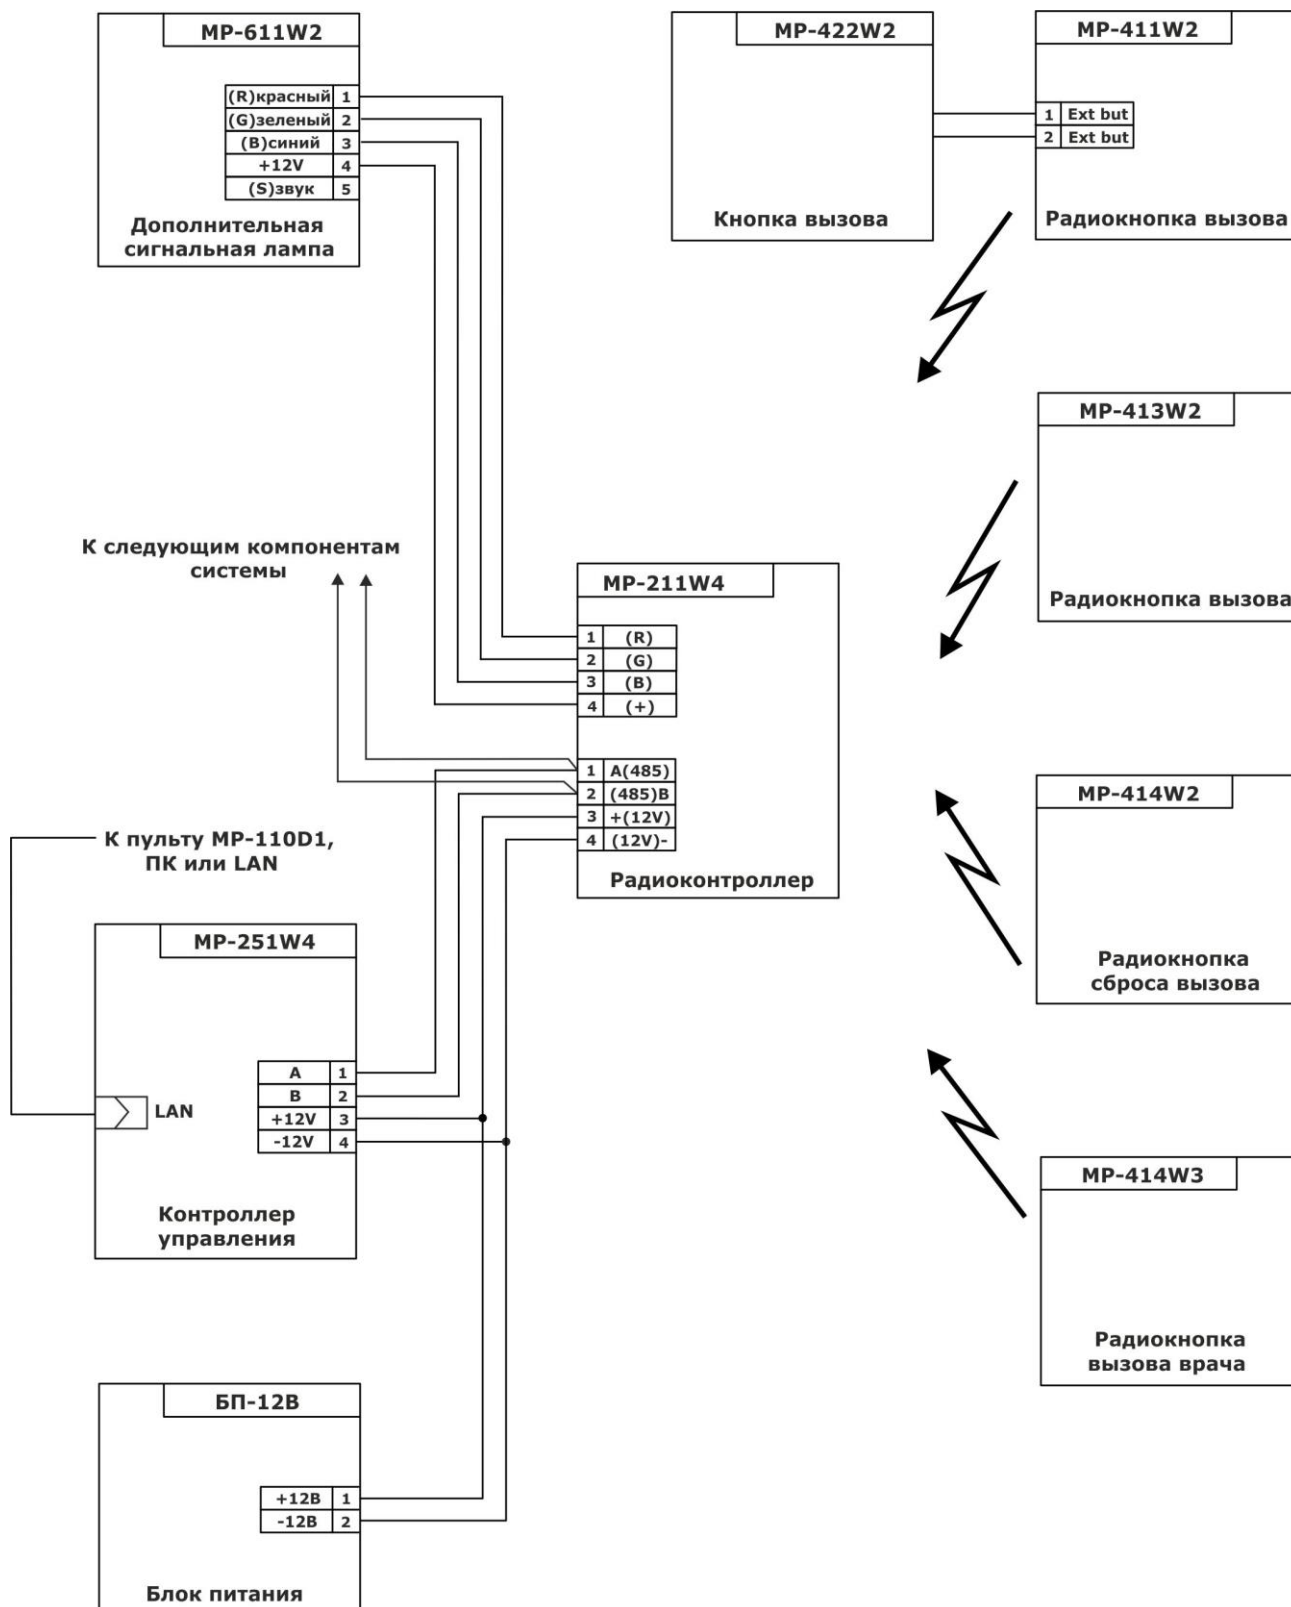 MP-611W2
(R)красный 1
(G)зеленый 2
(B)синий 3
+12V 4
(S)звук 5
Дополнительная
сигнальная лампа
MP-422W2
Кнопка вызова
MP-411W2
1 Ext but
2 Ext but
Радиокнопка вызова
MP-413W2
Радиокнопка вызова
К следующим компонентам
системы
MP-211W4
1 (R)
2 (G)
3 (B)
4 (+)
1 A(485)
2 (485)B
3 +(12V)
4 (12V)-
Радиоконтроллер
MP-414W2
Радиокнопка
сброса вызова
К пульту MP-110D1,
ПК или LAN
MP-251W4
A 1
B 2
+12V 3
-12V 4
LAN
Контроллер
управления
MP-414W3
Радиокнопка
вызова врача
БП-12В
+12В 1
-12В 2
Блок питания